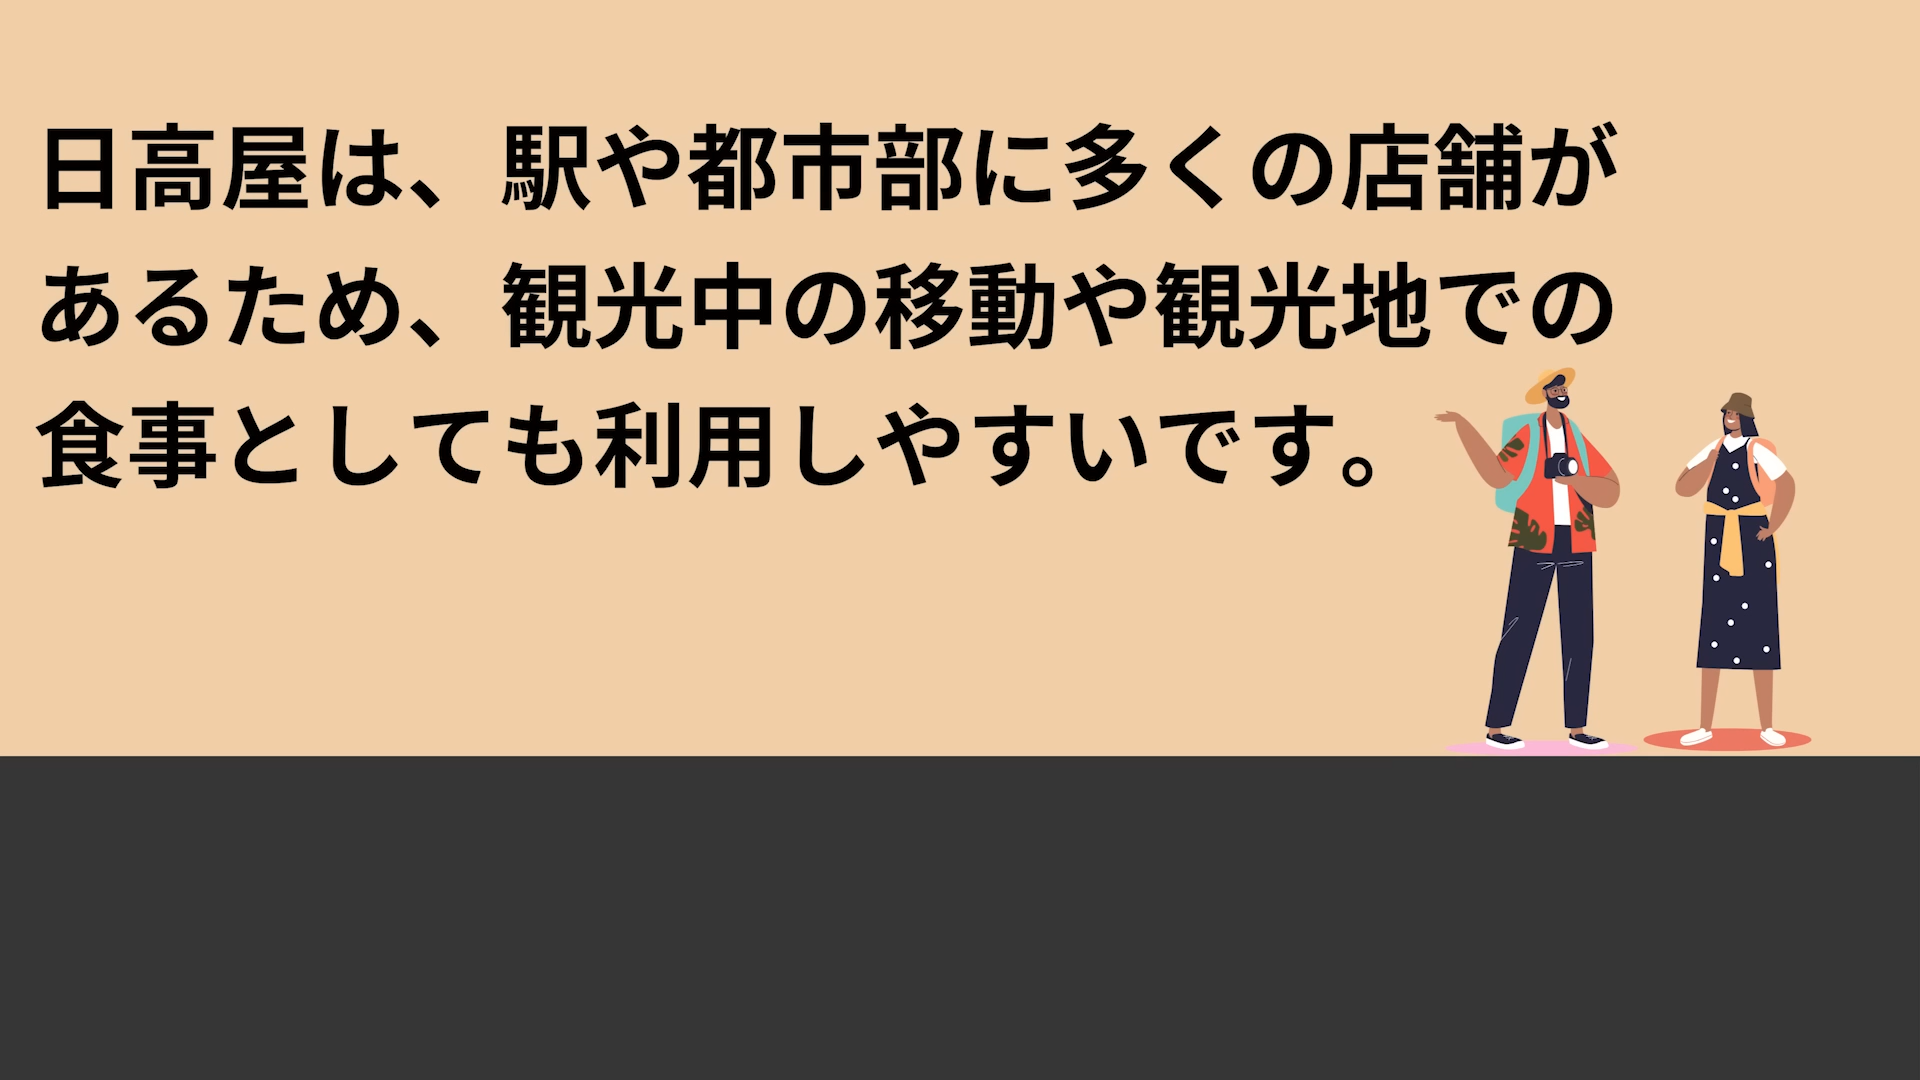 日高屋は、駅や都市部に多くの店舗が
あるため、観光中の移動や観光地での
食事としても利用しやすいです。